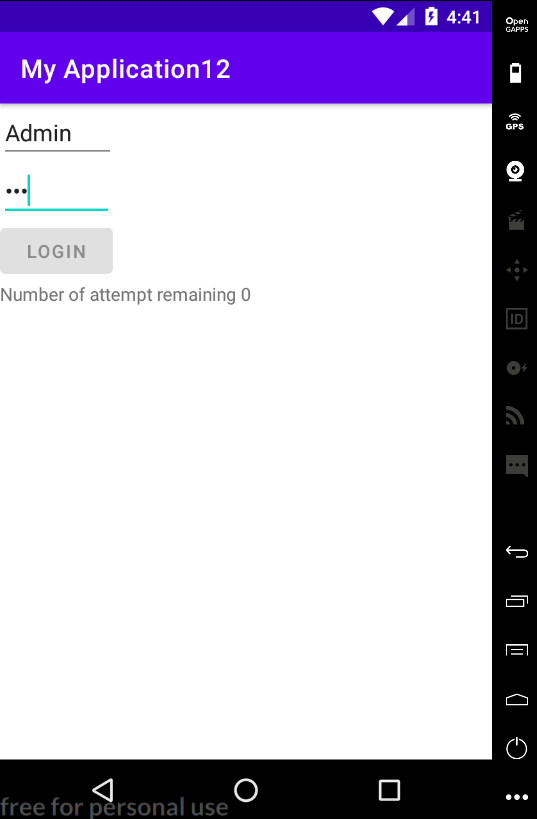 4:41
Open
GAPPS
My Application12
GPS
Admin
•••
LOGIN
Number of attempt remaining 0
ID
free for personal use